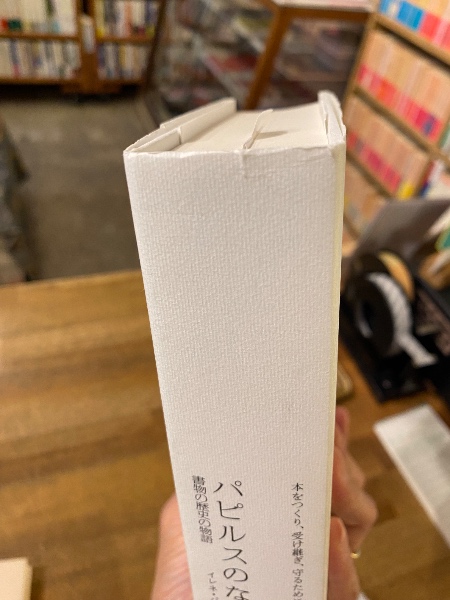 本をつくり、受け継ぎ、守るために
パピルスのな
書物の歴史の物語
イレネ・バ